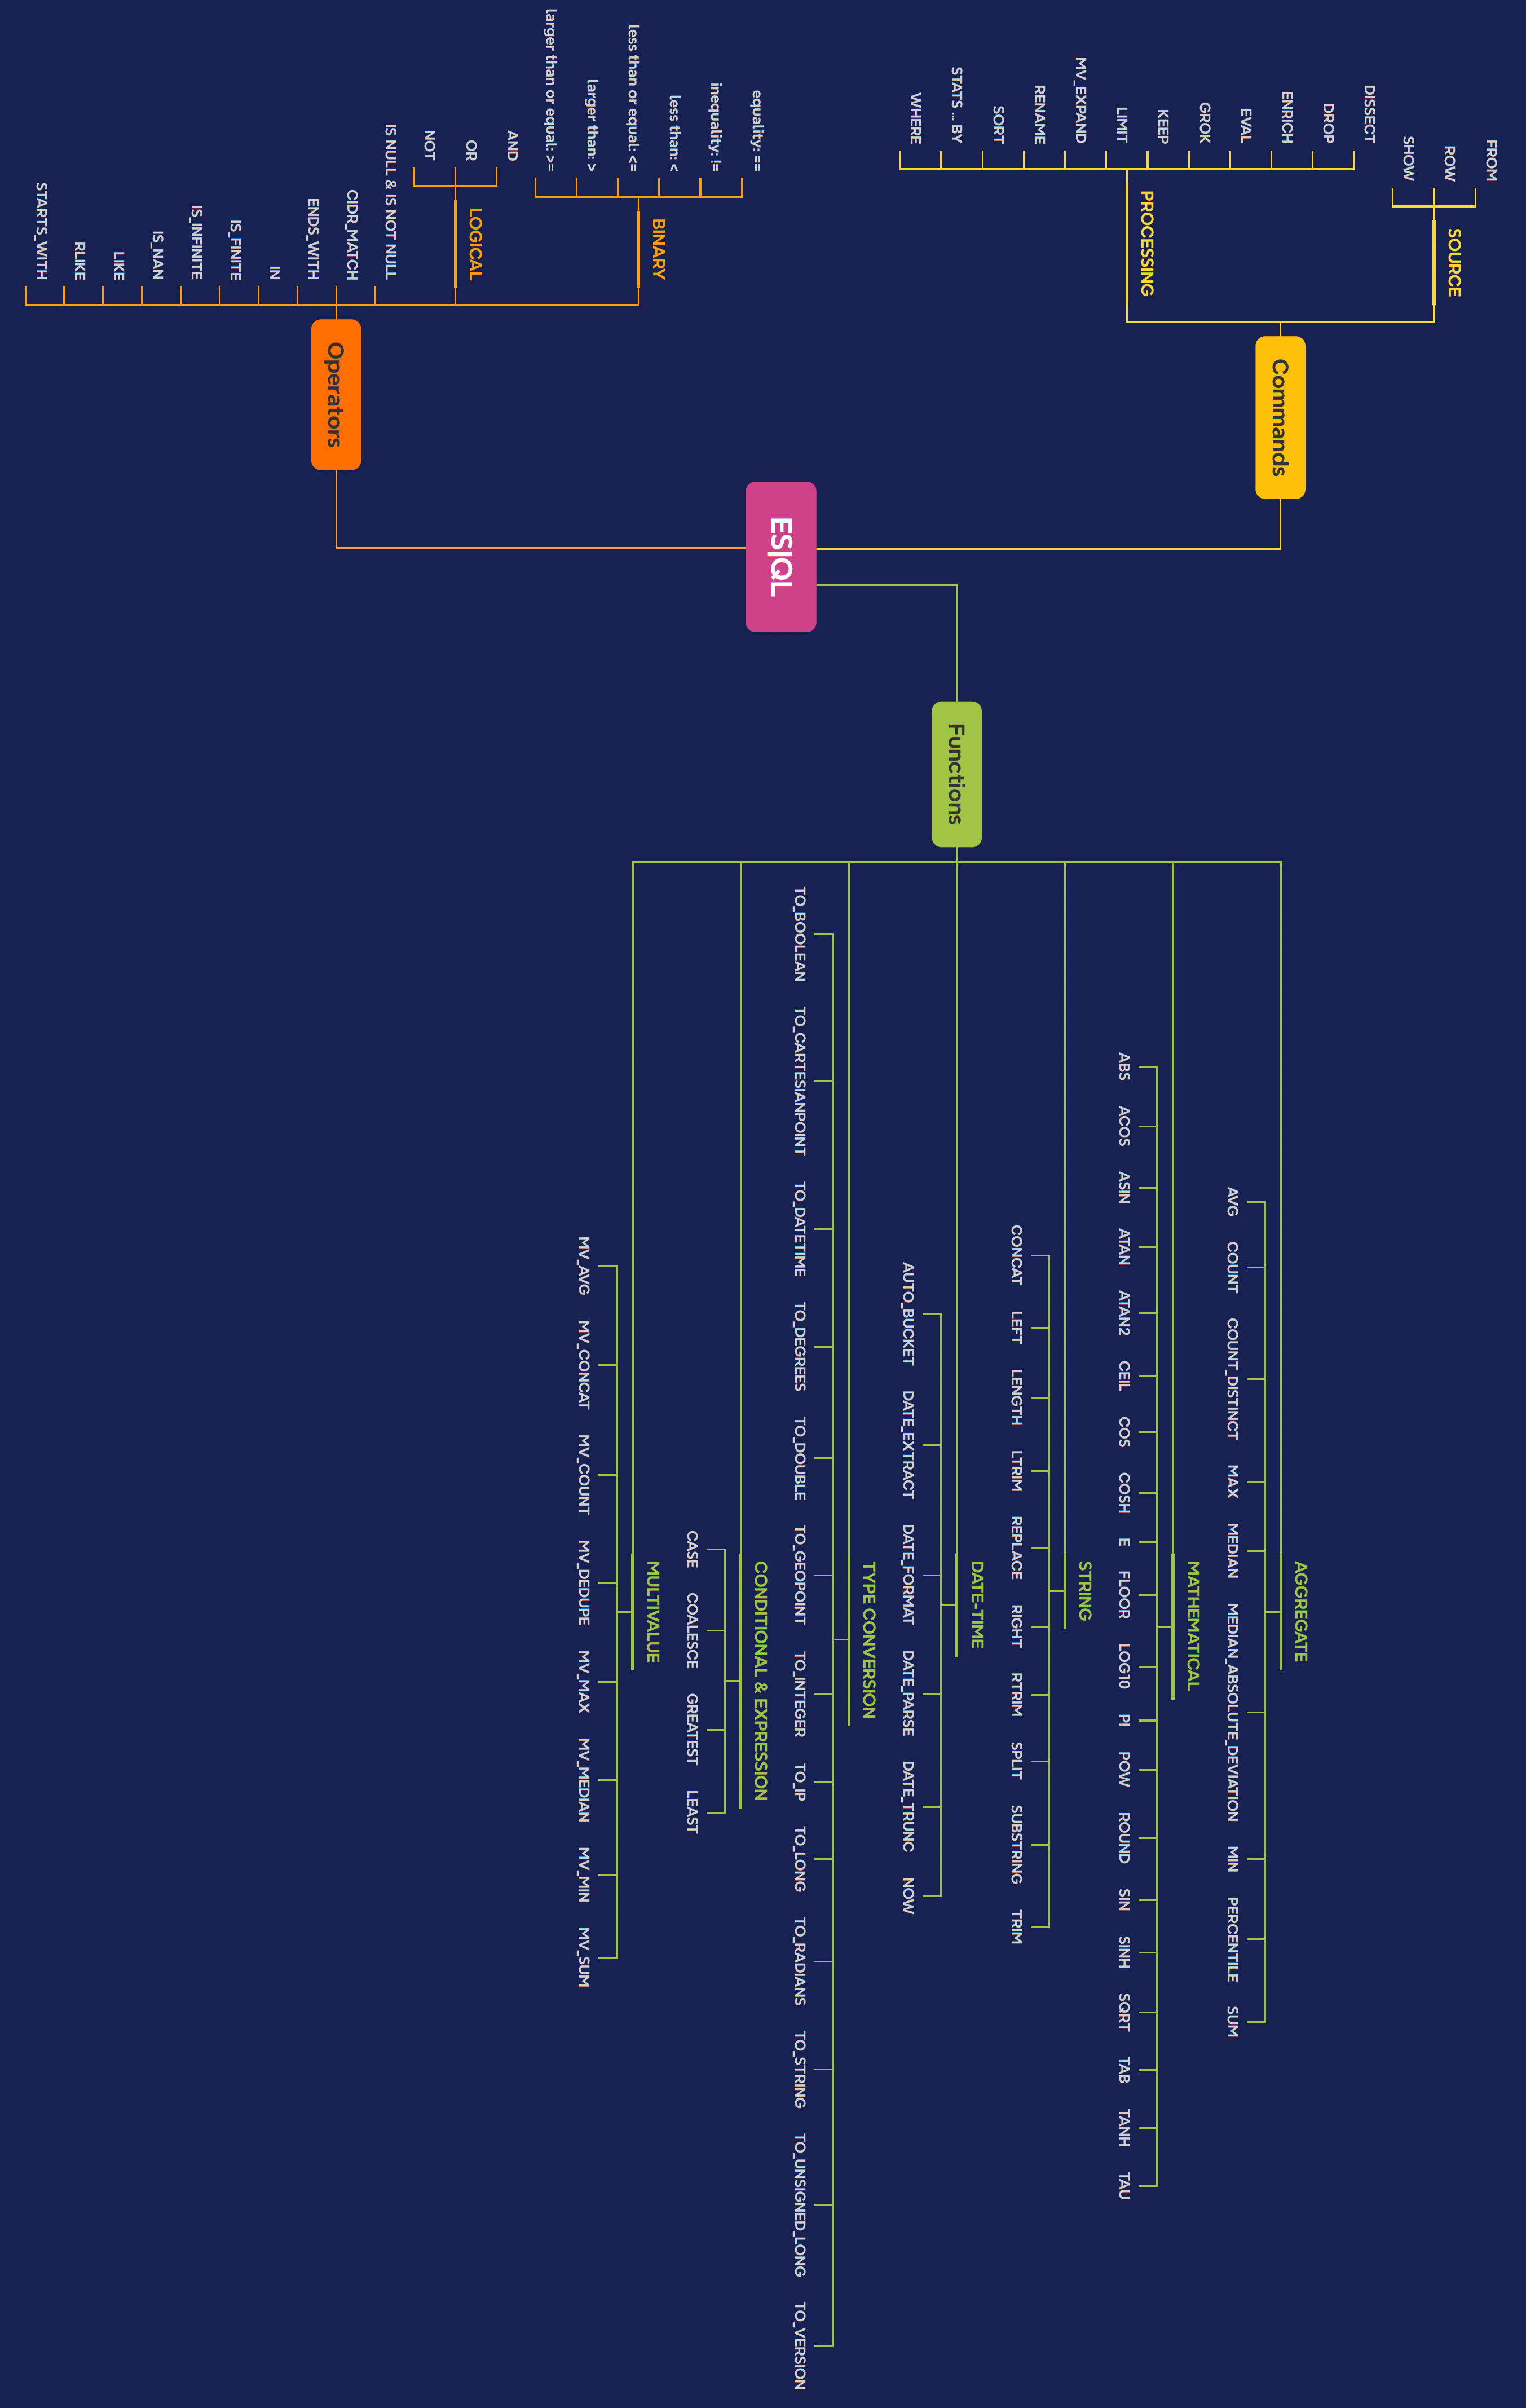 FROM
ROW
SHOW
SOURCE
DISSECT
DROP
ENRICH
EVAL
GROK
KEEP
LIMIT
MV_EXPAND
RENAME
SORT
STATS ... BY
WHERE
PROCESSING
Commands
equality: ==
inequality: !=
less than: <
less than or equal: <=
larger than: >
larger than or equal: >=
BINARY
AND
OR
NOT
LOGICAL
IS NULL & IS NOT NULL
CIDR_MATCH
ENDS_WITH
IN
IS_FINITE
IS_INFINITE
IS_NAN
LIKE
RLIKE
STARTS_WITH
Operators
ES|QL
Functions
AGGREGATE
AVG COUNT COUNT_DISTINCT MAX MEDIAN MEDIAN_ABSOLUTE_DEVIATION MIN PERCENTILE SUM
MATHEMATICAL
ABS ACOS ASIN ATAN ATAN2 CEIL COS COSH E FLOOR LOG10 PI POW ROUND SIN SINH SQRT TAB TANH TAU
STRING
CONCAT LEFT LENGTH LTRIM REPLACE RIGHT RTRIM SPLIT SUBSTRING TRIM
DATE-TIME
AUTO_BUCKET DATE_EXTRACT DATE_FORMAT DATE_PARSE DATE_TRUNC NOW
TYPE CONVERSION
TO_BOOLEAN TO_CARTESIANPOINT TO_DATETIME TO_DEGREES TO_DOUBLE TO_GEOPOINT TO_INTEGER TO_IP TO_LONG TO_RADIANS TO_STRING TO_UNSIGNED_LONG TO_VERSION
CONDITIONAL & EXPRESSION
CASE COALESCE GREATEST LEAST
MULTIVALUE
MV_AVG MV_CONCAT MV_COUNT MV_DEDUPE MV_MAX MV_MEDIAN MV_MIN MV_SUM